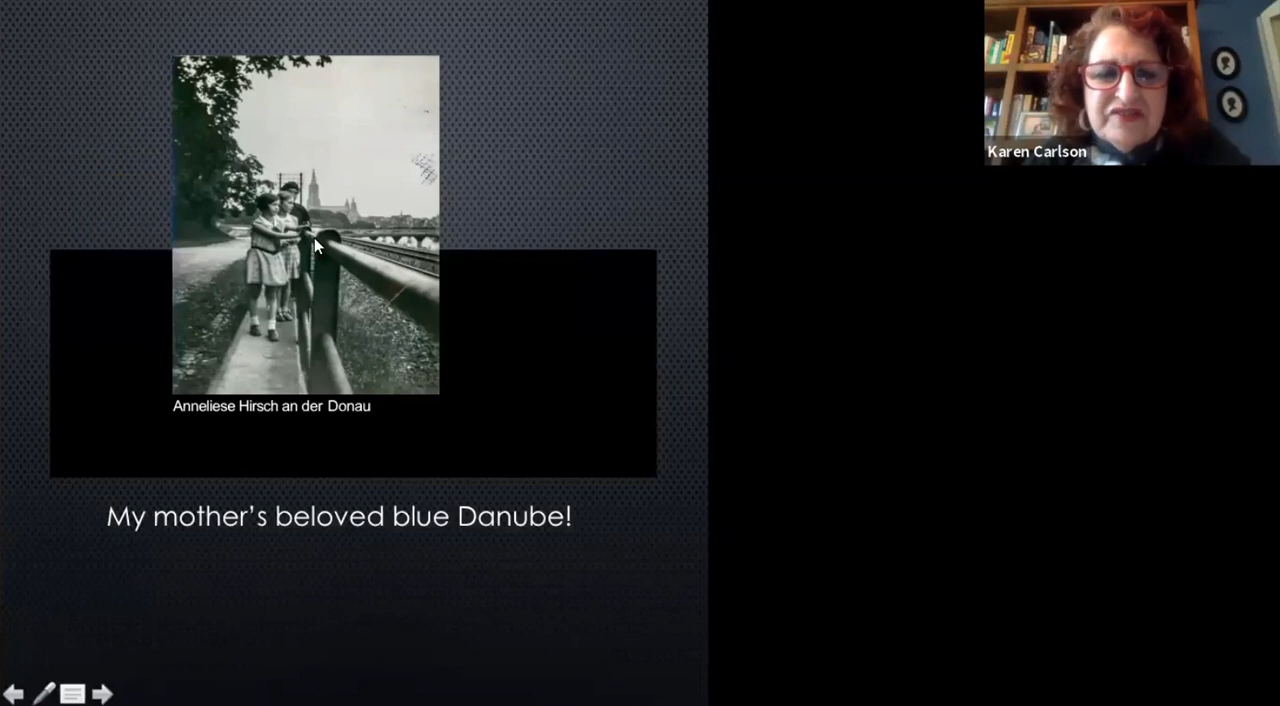 Karen Carlson
Anneliese Hirsch an der Donau
My mother’s beloved blue Danube!